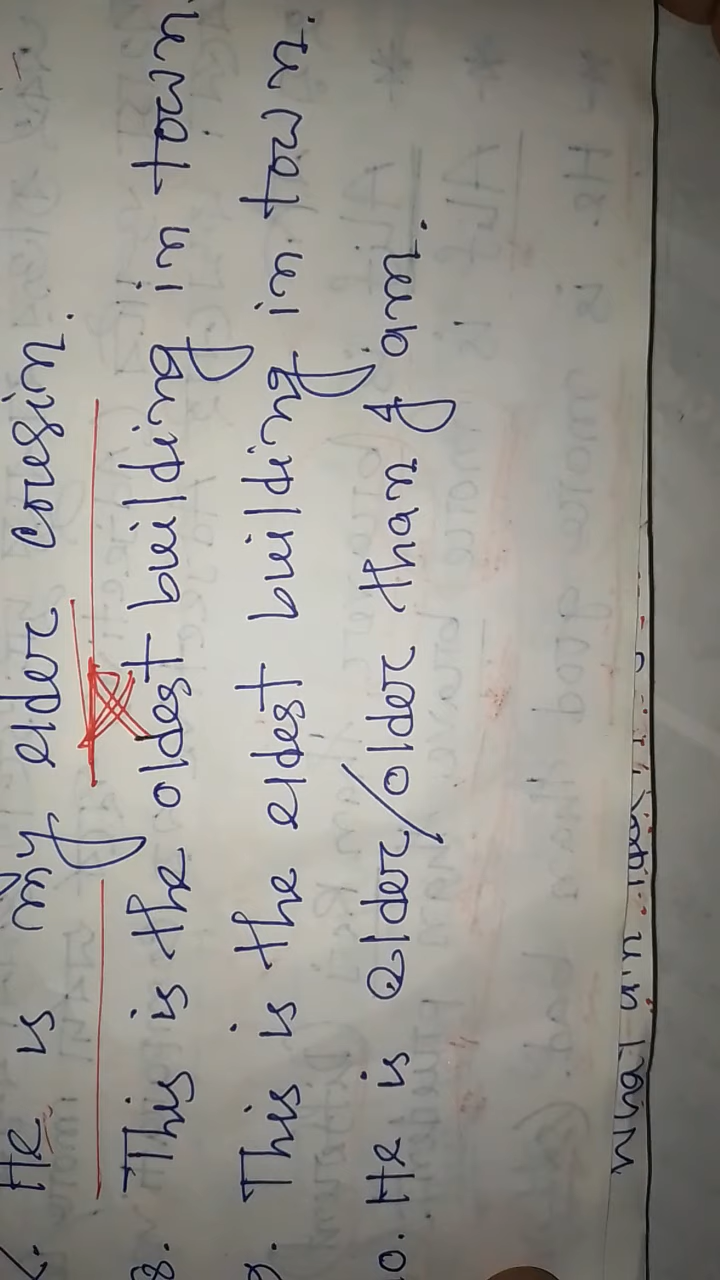 He is my elder cousin.
8. This is the oldest building in town
9. This is the eldest building in town.
10. He is elder/older than I am.